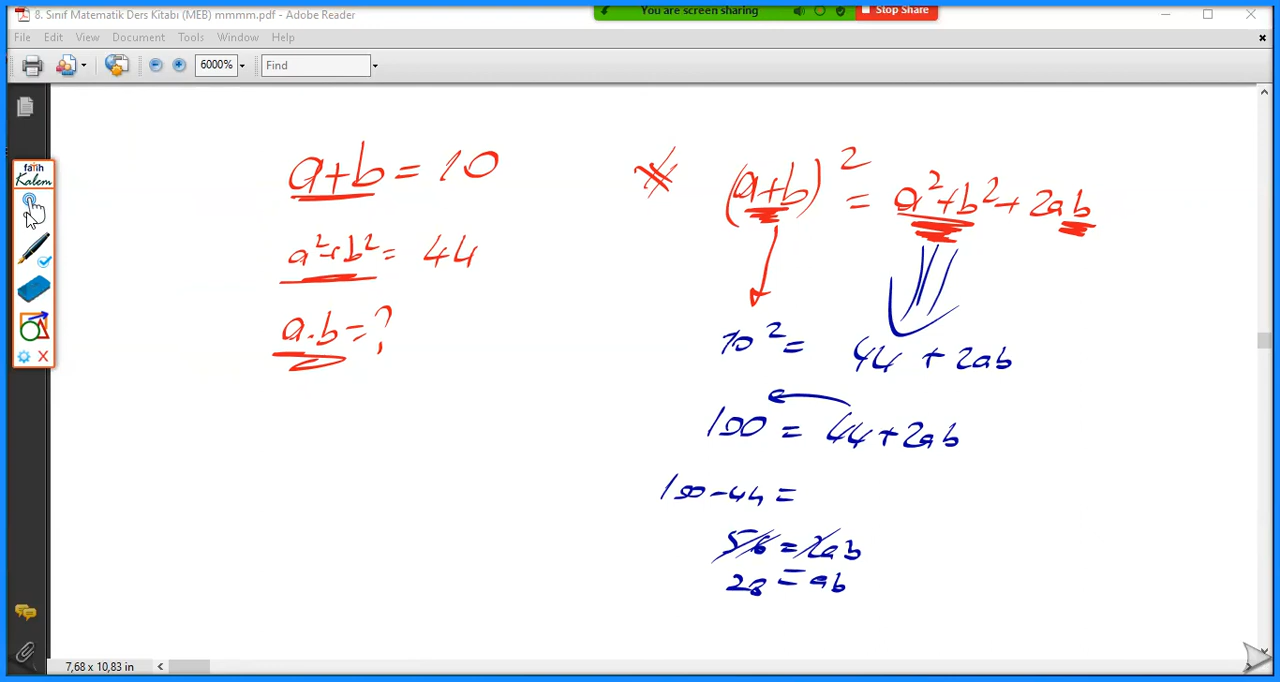 8. Sınıf Matematik Ders Kitabı (MEB) mmmm.pdf - Adobe Reader
You are screen sharing
Stop Share
File Edit View Document Tools Window Help
6000%
Find
fatih
Kalem
a+b = 10
a²+b² = 44
a.b = ?
(a+b)² = a²+b²+2ab
10² = 44 + 2ab
100 = 44+2ab
100-44 =
56 = 2ab
28 = ab
7,68 x 10,83 in